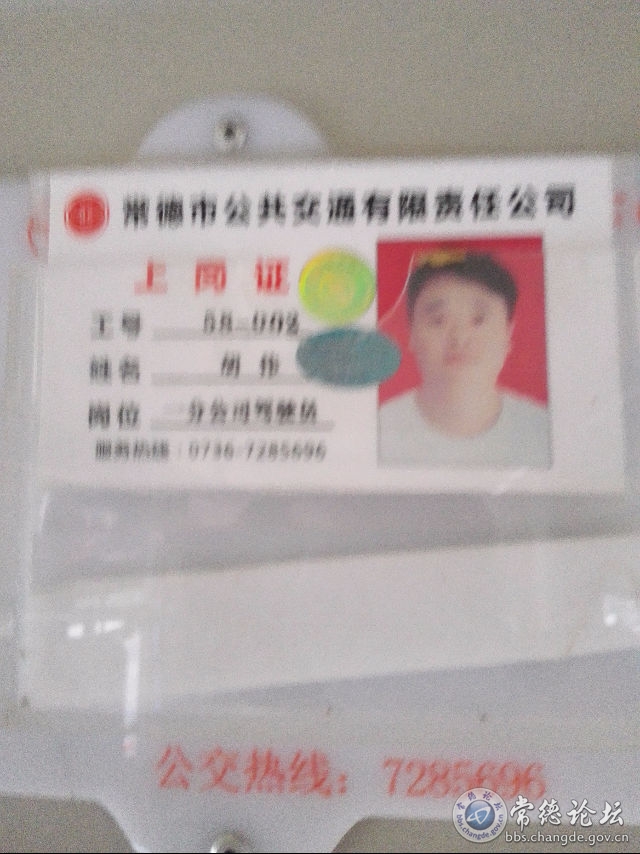 常德市公共交通有限责任公司
上岗证
工号
姓名 胡
岗位 分公司驾驶员
服务热线：0736-7285696
公交热线：7285696
常德论坛
bbs.changde.gov.cn